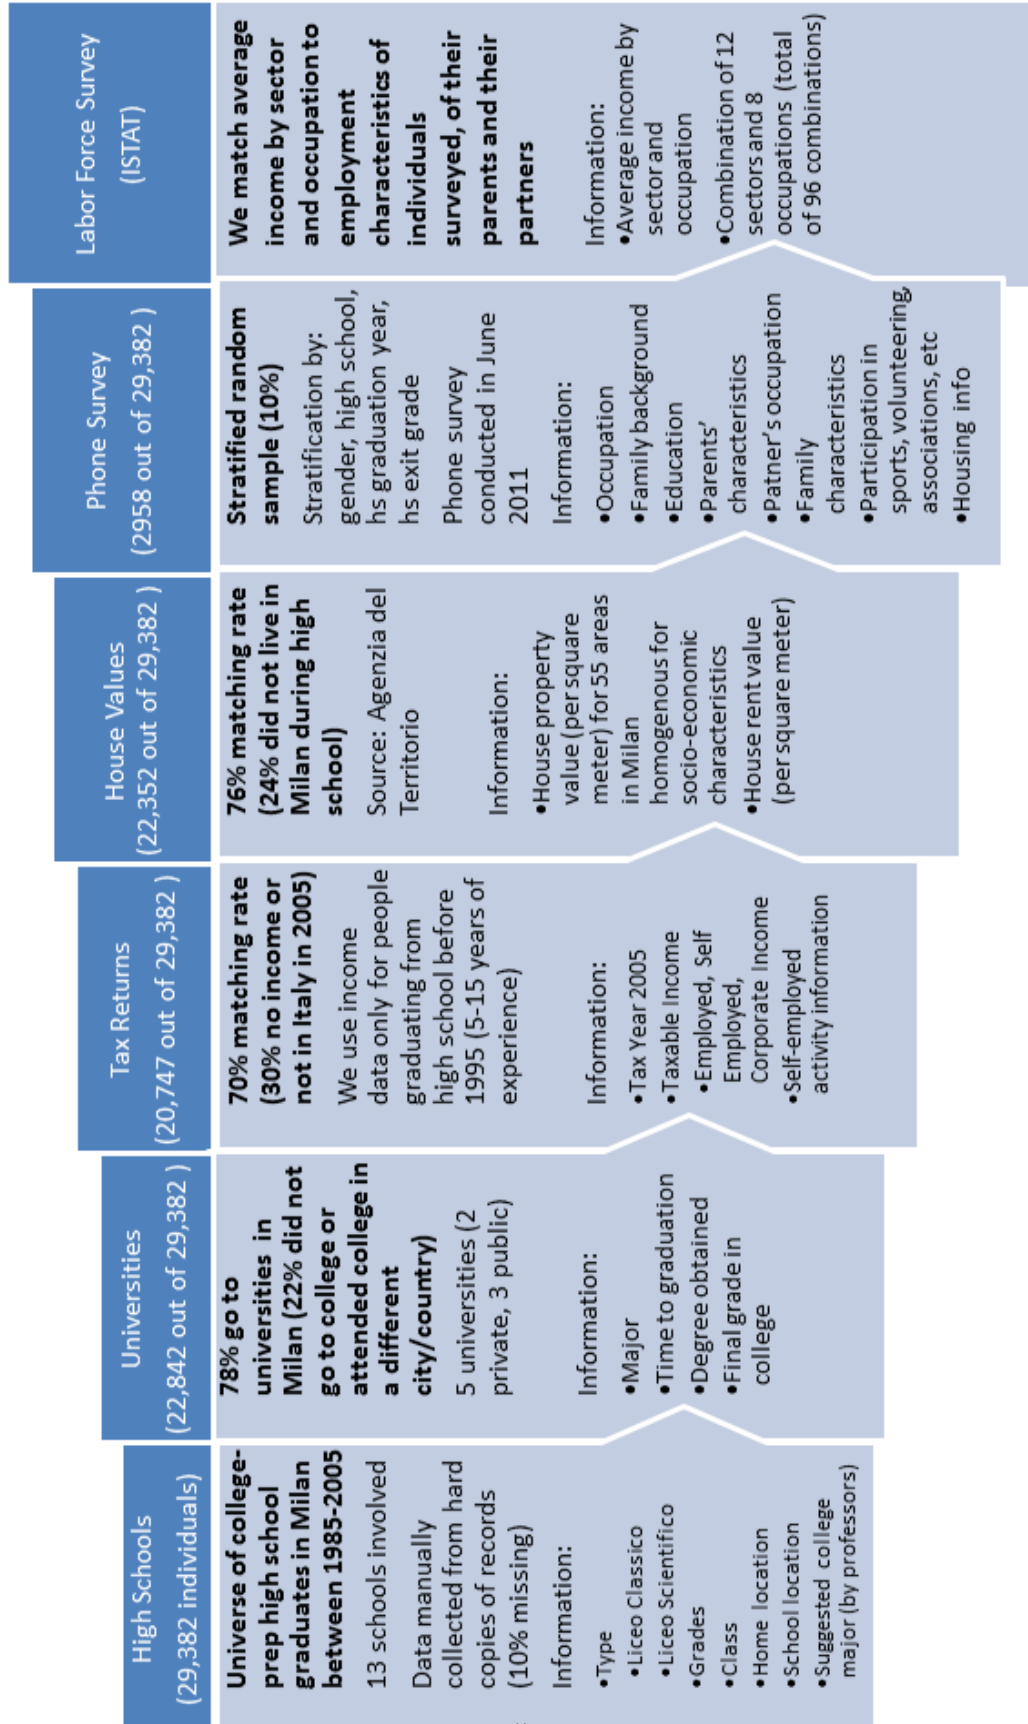 High Schools
(29,382 individuals)
Universe of college-
prep high school
graduates in Milan
between 1985-2005
13 schools involved
Data manually
collected from hard
copies of records
(10% missing)
Information:
•Type
•Liceo Classico
•Liceo Scientifico
•Grades
•Class
•Home location
•School location
•Suggested college
major (by professors)
Universities
(22,842 out of 29,382 )
78% go to
universities in
Milan (22% did not
go to college or
attended college in
a different
city/country)
5 universities (2
private, 3 public)
Information:
•Major
•Time to graduation
•Degree obtained
•Final grade in
college
Tax Returns
(20,747 out of 29,382 )
70% matching rate
(30% no income or
not in Italy in 2005)
We use income
data only for people
graduating from
high school before
1995 (5-15 years of
experience)
Information:
•Tax Year 2005
•Taxable Income
•Employed, Self
Employed,
Corporate Income
•Self-employed
activity information
House Values
(22,352 out of 29,382 )
76% matching rate
(24% did not live in
Milan during high
school)
Source: Agenzia del
Territorio
Information:
•House property
value (per square
meter) for 55 areas
in Milan
homogenous for
socio-economic
characteristics
•House rent value
(per square meter)
Phone Survey
(2958 out of 29,382 )
Stratified random
sample (10%)
Stratification by:
gender, high school,
hs graduation year,
hs exit grade
Phone survey
conducted in June
2011
Information:
•Occupation
•Family background
•Education
•Parents'
characteristics
•Patner's occupation
•Family
characteristics
•Participation in
sports, volunteering,
associations, etc
•Housing info
Labor Force Survey
(ISTAT)
We match average
income by sector
and occupation to
employment
characteristics of
individuals
surveyed, of their
parents and their
partners
Information:
•Average income by
sector and
occupation
•Combination of 12
sectors and 8
occupations (total
of 96 combinations)